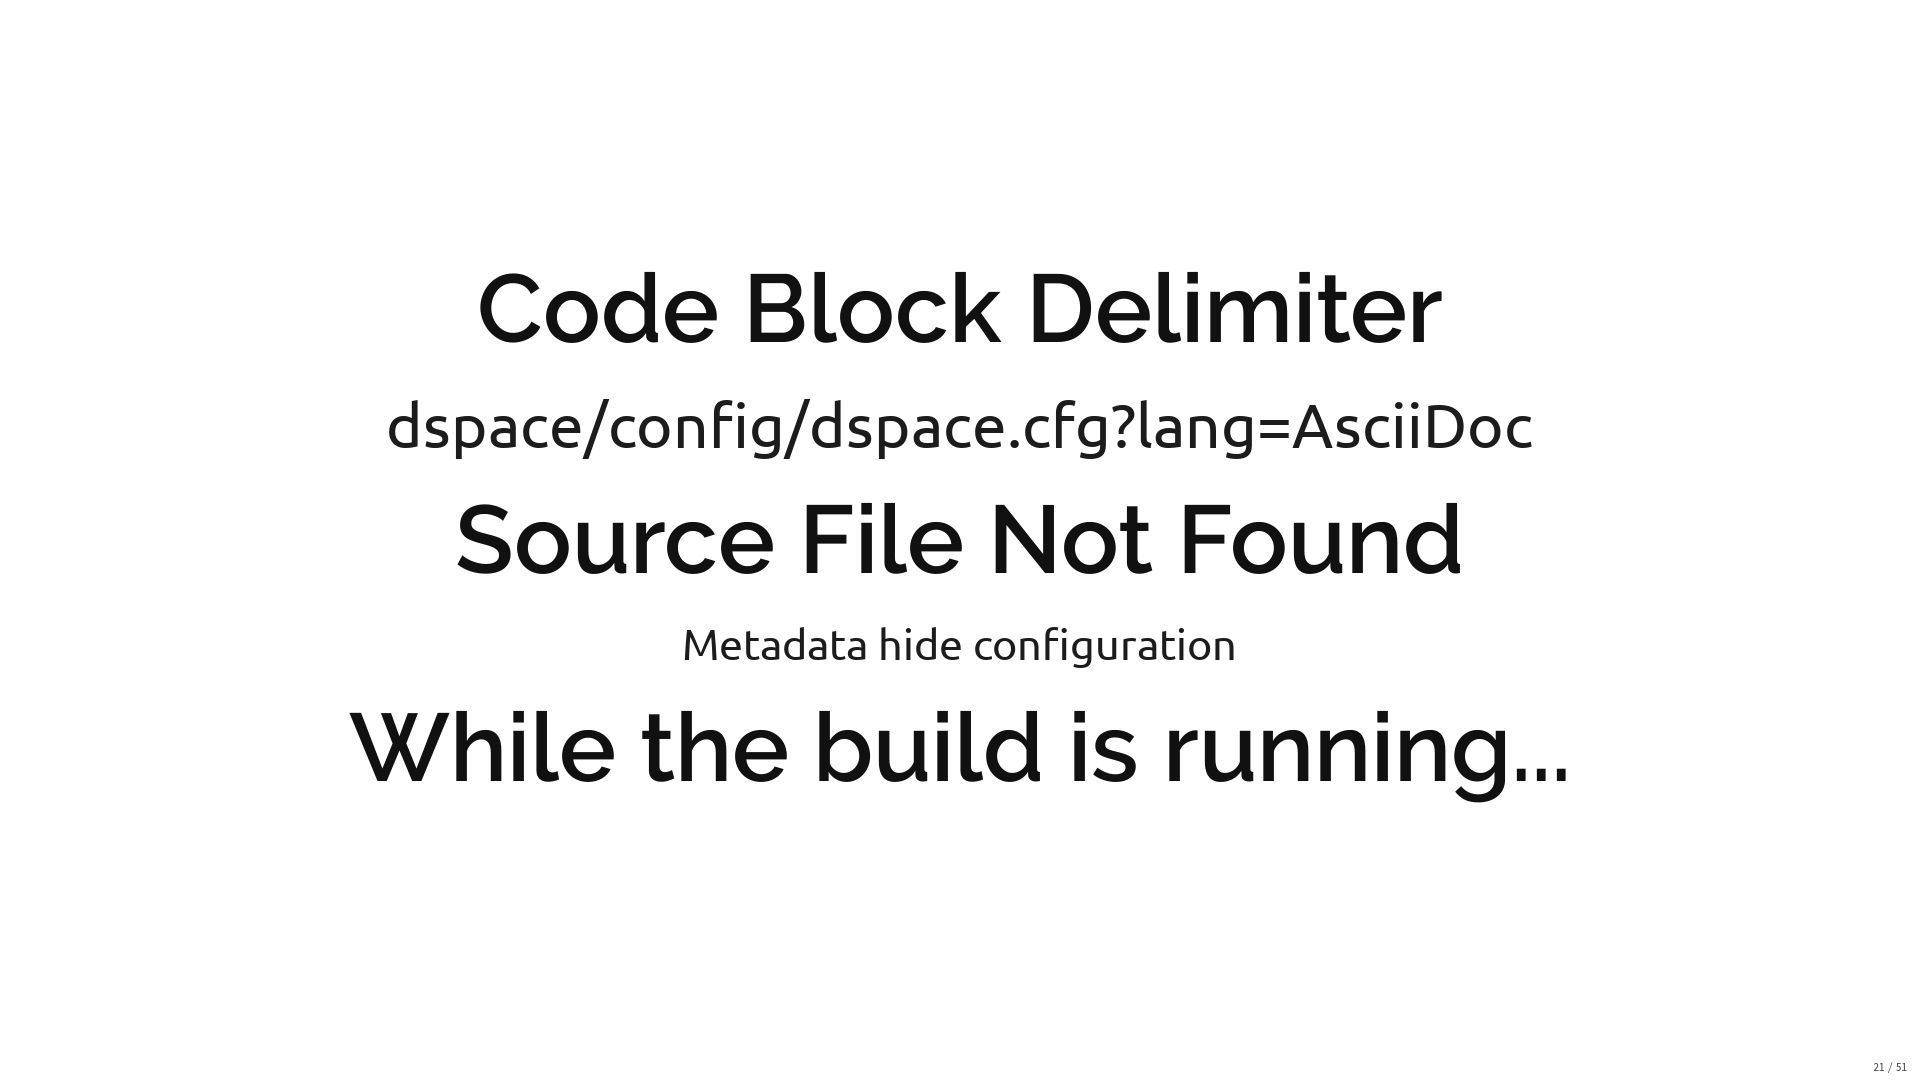 Code Block Delimiter
dspace/config/dspace.cfg?lang=AsciiDoc
Source File Not Found
Metadata hide configuration
While the build is running...
21 / 51